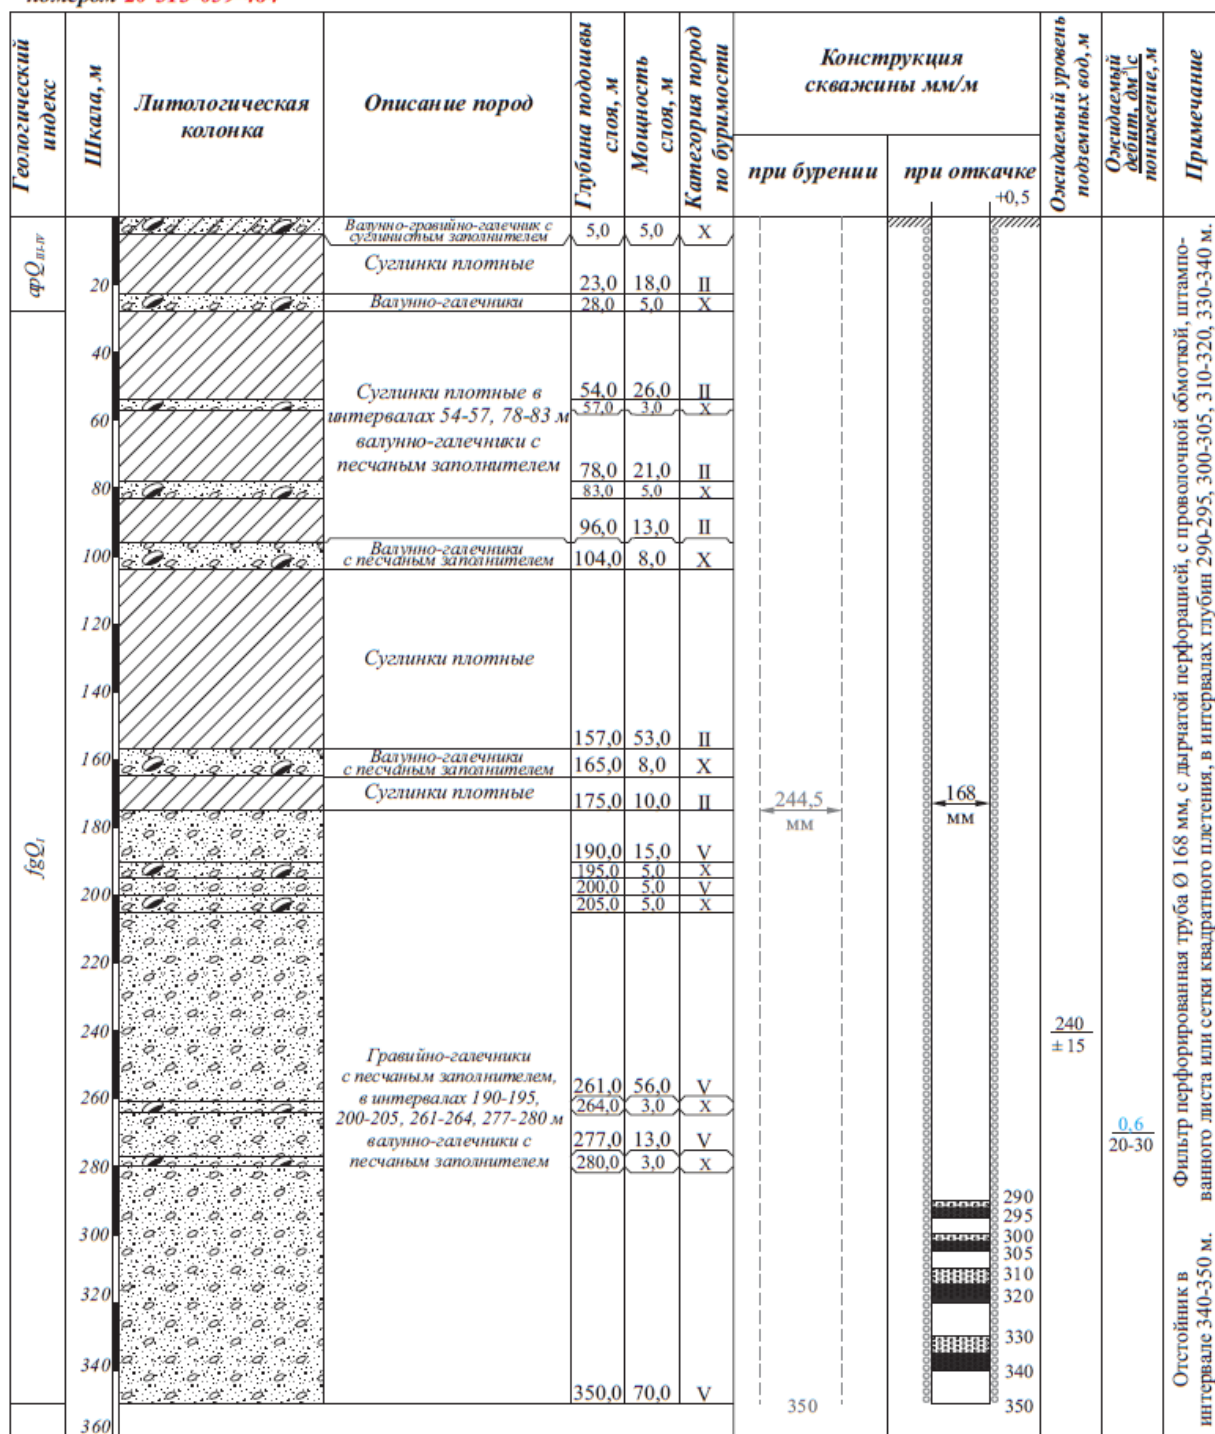 Геологический
индекс
Шкала, м
Литологическая
колонка
Описание пород
Глубина подошвы
слоя, м
Мощность
слоя, м
Категория пород
по буримости
Конструкция
скважины мм/м
при бурении
при откачке
Ожидаемый уровень
подземных вод, м
Ожидаемый
дебит, дм³\с
понижение, м
Примечание
+0,5
apQ III-IV
Валунно-гравийно-галечник с
суглинистым заполнителем
5,0 5,0 X
Суглинки плотные
20
23,0 18,0 II
Валунно-галечники
28,0 5,0 X
40
Суглинки плотные в
интервалах 54-57, 78-83 м
валунно-галечники с
песчаным заполнителем
54,0 26,0 II
57,0 3,0 X
60
78,0 21,0 II
80
83,0 5,0 X
96,0 13,0 II
Валунно-галечники
с песчаным заполнителем
100
104,0 8,0 X
120
Суглинки плотные
140
157,0 53,0 II
160
Валунно-галечники
с песчаным заполнителем
165,0 8,0 X
Суглинки плотные
175,0 10,0 II
244,5
мм
168
мм
180
fgQI
190,0 15,0 V
195,0 5,0 X
200
200,0 5,0 V
205,0 5,0 X
220
240
240
± 15
Гравийно-галечники
с песчаным заполнителем,
в интервалах 190-195,
200-205, 261-264, 277-280 м
валунно-галечники с
песчаным заполнителем
260
261,0 56,0 V
264,0 3,0 X
0,6
20-30
277,0 13,0 V
280
280,0 3,0 X
290
295
300
300
305
310
320
320
330
340
340
350,0 70,0 V
350
350
360
Фильтр перфорированная труба Ø 168 мм, с дырчатой перфорацией, с проволочной обмоткой, штампо-
ванного листа или сетки квадратного плетения, в интервалах глубин 290-295, 300-305, 310-320, 330-340 м.
Отстойник в
интервале 340-350 м.